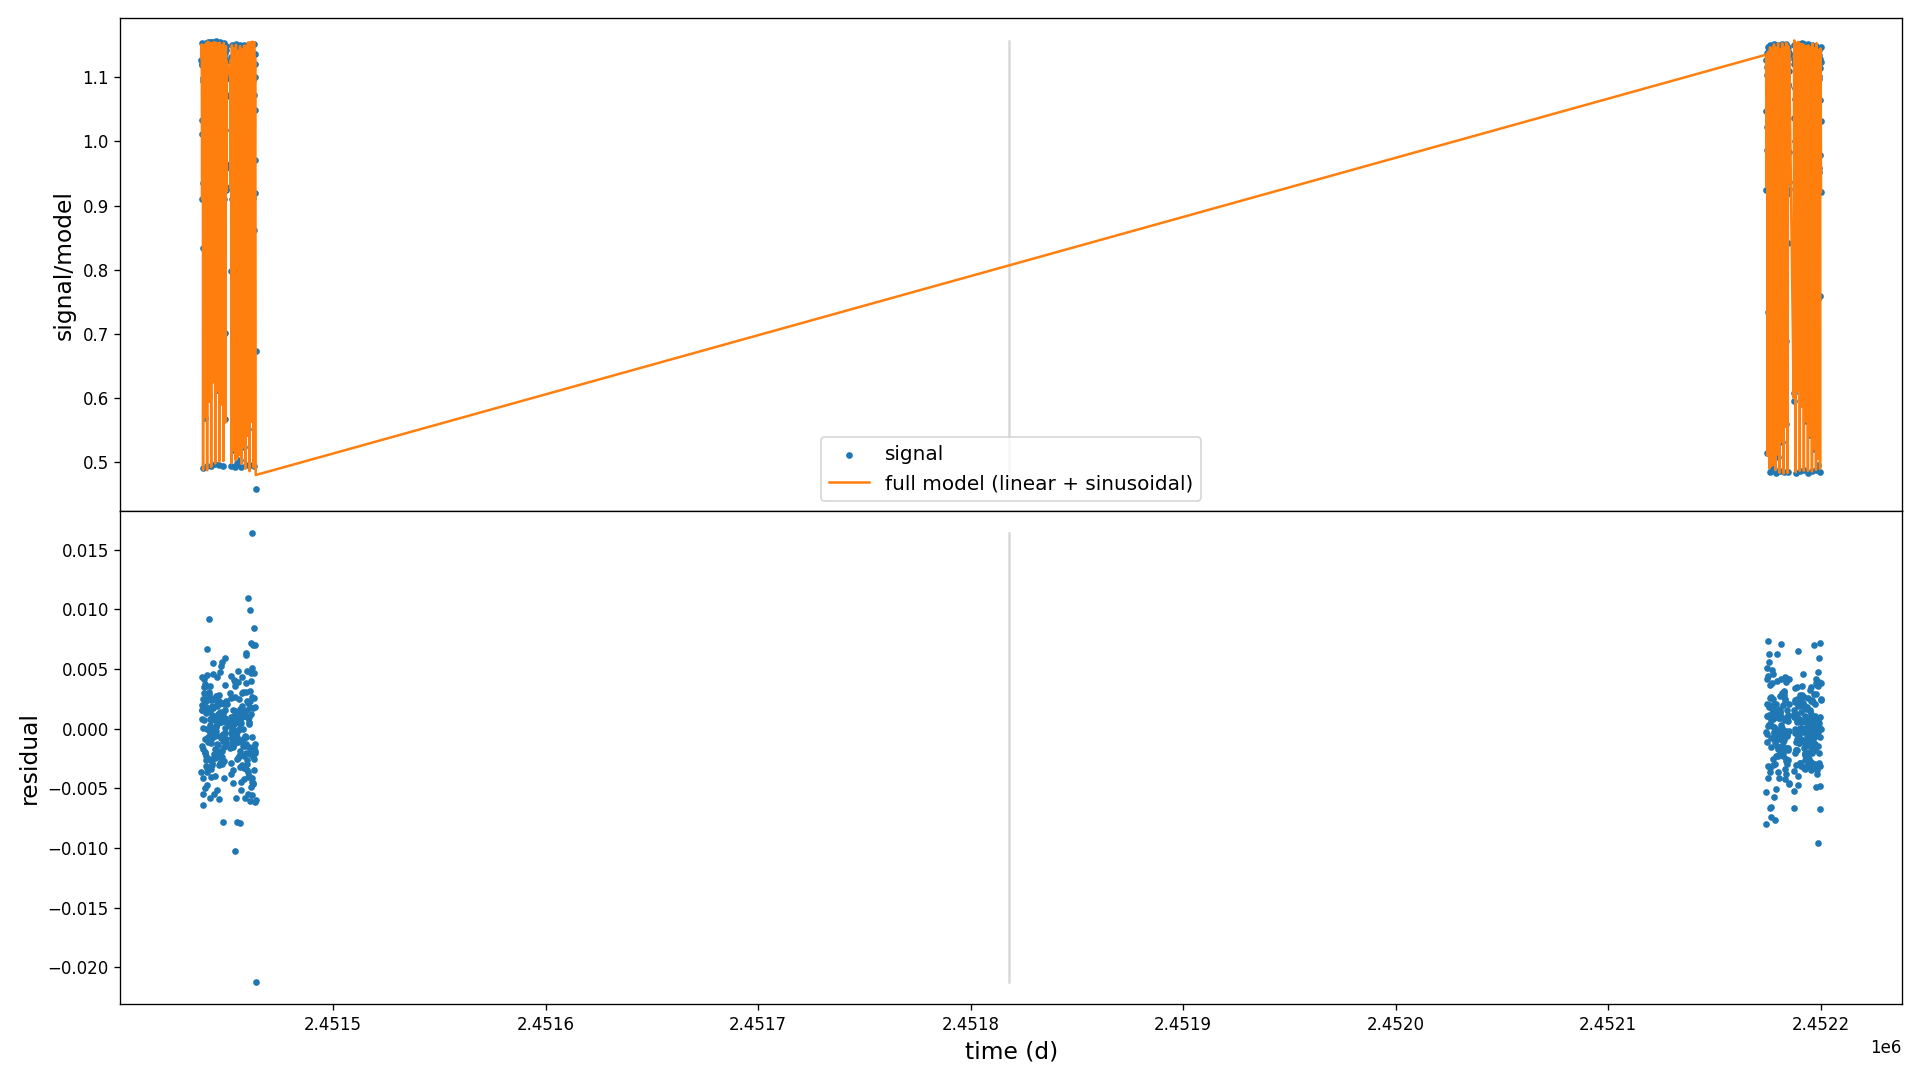 signal/model
1.1
1.0
0.9
0.8
0.7
0.6
0.5
signal
full model (linear + sinusoidal)
residual
0.015
0.010
0.005
0.000
−0.005
−0.010
−0.015
−0.020
2.4515 2.4516 2.4517 2.4518 2.4519 2.4520 2.4521 2.4522
1e6
time (d)